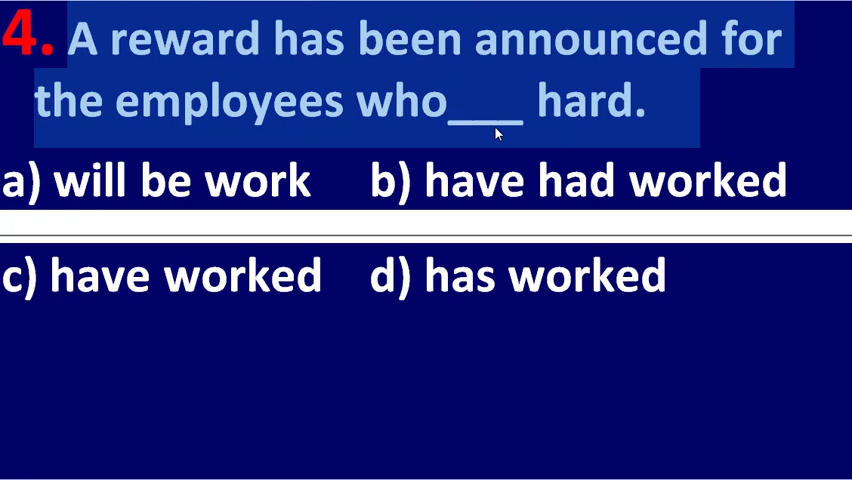 4. A reward has been announced for
the employees who___ hard.
a) will be work b) have had worked
c) have worked d) has worked